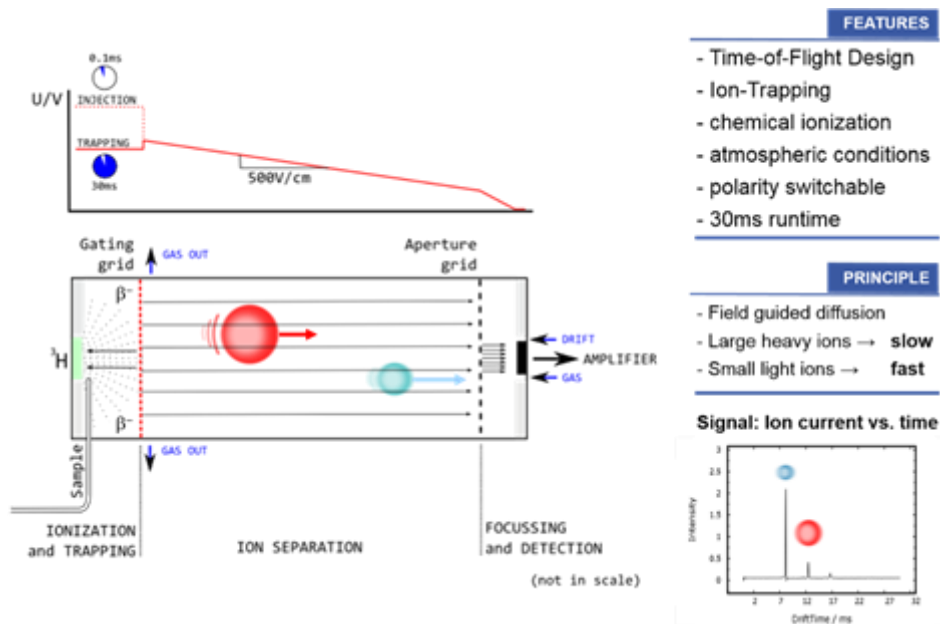 0.1ms
INJECTION
U/V
TRAPPING
30ms
500V/cm
Gating
grid
GAS OUT
Aperture
grid
β⁻
³H
β⁻
DRIFT
AMPLIFIER
GAS
Sample
GAS OUT
IONIZATION
and TRAPPING
ION SEPARATION
FOCUSSING
and DETECTION
(not in scale)
FEATURES
- Time-of-Flight Design
- Ion-Trapping
- chemical ionization
- atmospheric conditions
- polarity switchable
- 30ms runtime
PRINCIPLE
- Field guided diffusion
- Large heavy ions → slow
- Small light ions → fast
Signal: Ion current vs. time
3
2.5
2
1.5
1
0.5
0
Intensity
2 7 12 17 22 27 32
DriftTime / ms